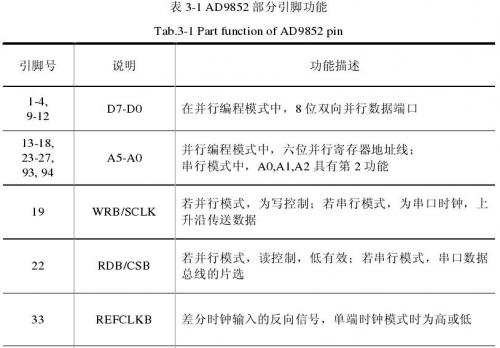 表 3-1 AD9852 部分引脚功能
Tab.3-1 Part function of AD9852 pin
引脚号 说明 功能描述
1-4,
9-12
D7-D0
在并行编程模式中，8 位双向并行数据端口
13-18,
23-27,
93, 94
A5-A0
并行编程模式中，六位并行寄存器地址线；
串行模式中，A0,A1,A2 具有第 2 功能
19
WRB/SCLK
若并行模式，为写控制；若串行模式，为串口时钟，上
升沿传送数据
22
RDB/CSB
若并行模式，读控制，低有效；若串行模式，串口数据
总线的片选
33
REFCLKB
差分时钟输入的反向信号，单端时钟模式时为高或低